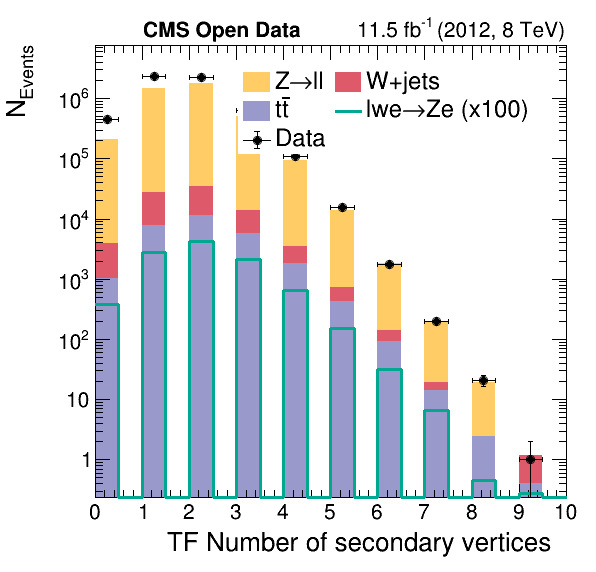 CMS Open Data 11.5 fb⁻¹ (2012, 8 TeV)
N_Events
Z→ll W+jets
tt̄ lwe→Ze (x100)
Data
10⁶
10⁵
10⁴
10³
10²
10
1
0 1 2 3 4 5 6 7 8 9 10
TF Number of secondary vertices